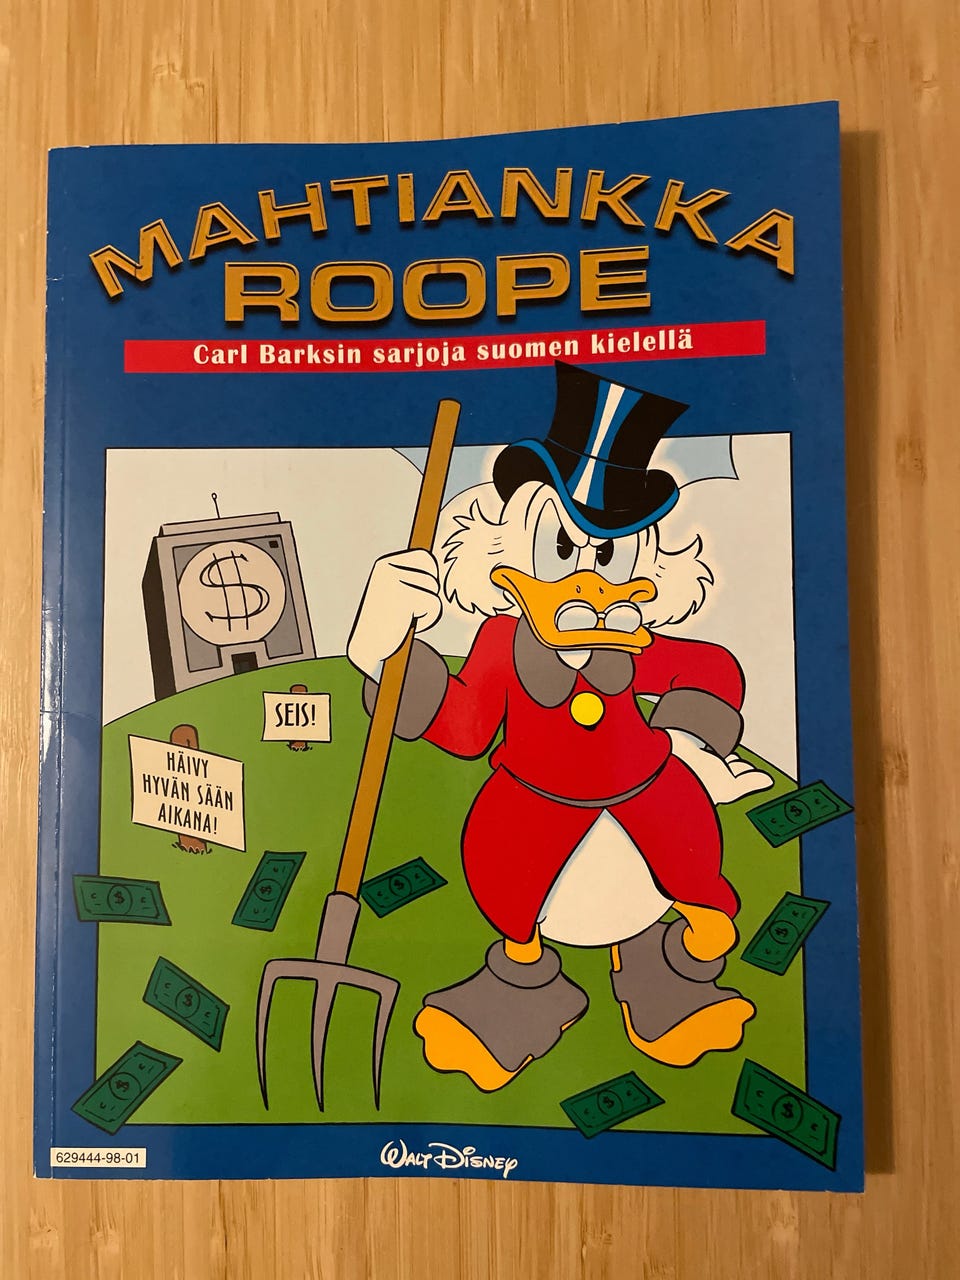 MAHTIANKKA
ROOPE
Carl Barksin sarjoja suomen kielellä
$
SEIS!
HÄIVY
HYVÄN SÄÄN
AIKANA!
629444-98-01
WALT DISNEY